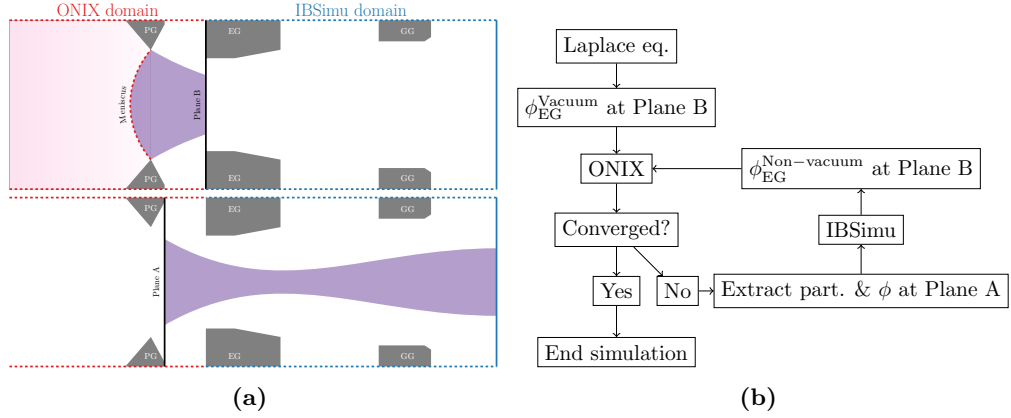 ONIX domain
IBSimu domain
PG
EG
GG
Meniscus
Plane B
PG
EG
GG
PG
EG
GG
Plane A
PG
EG
GG
(a)
Laplace eq.
ϕ_EG^Vacuum at Plane B
ONIX
ϕ_EG^Non−vacuum at Plane B
Converged?
IBSimu
Yes
No
Extract part. & ϕ at Plane A
End simulation
(b)